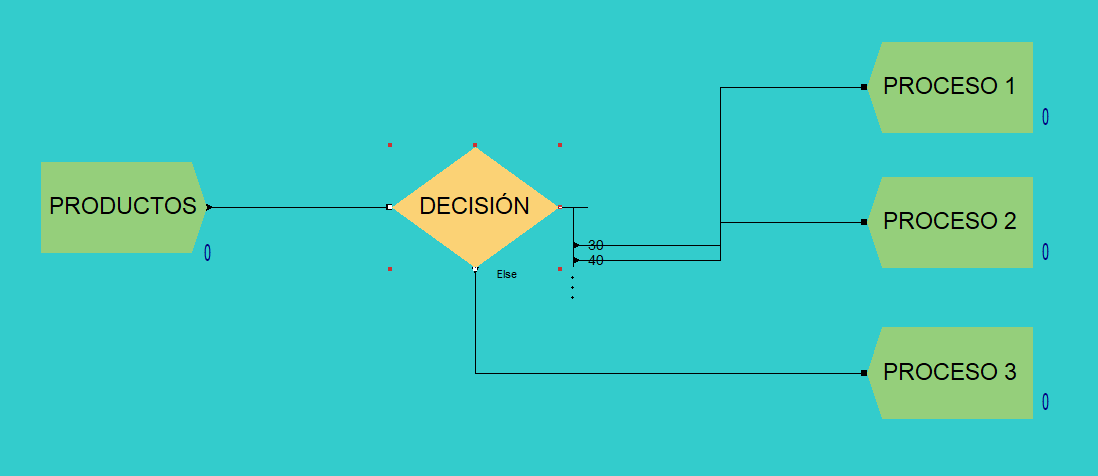 PROCESO 1
0
PRODUCTOS
0
DECISIÓN
30
40
Else
PROCESO 2
0
PROCESO 3
0